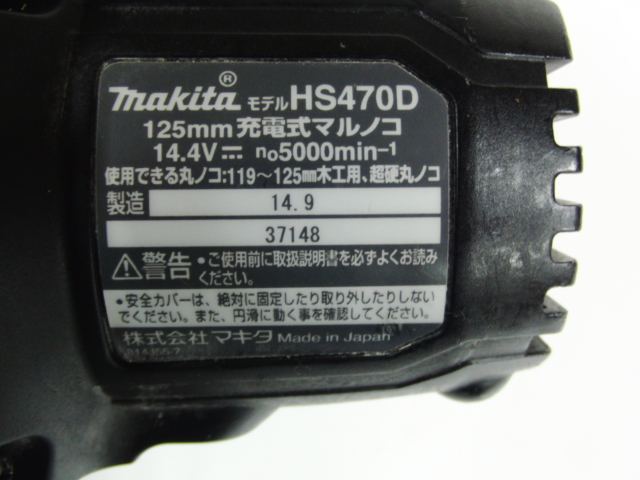 makita® モデル HS470D
125mm 充電式マルノコ
14.4V⎓ n₀5000min⁻¹
使用できる丸ノコ:119～125mm木工用、超硬丸ノコ
製造 14.9
37148
⚠警告 •ご使用前に取扱説明書を必ずよくお読み
ください。
•安全カバーは、絶対に固定したり取り外したりしない
でください。また、円滑に動く事を確認してください。
株式会社 マキタ Made in Japan